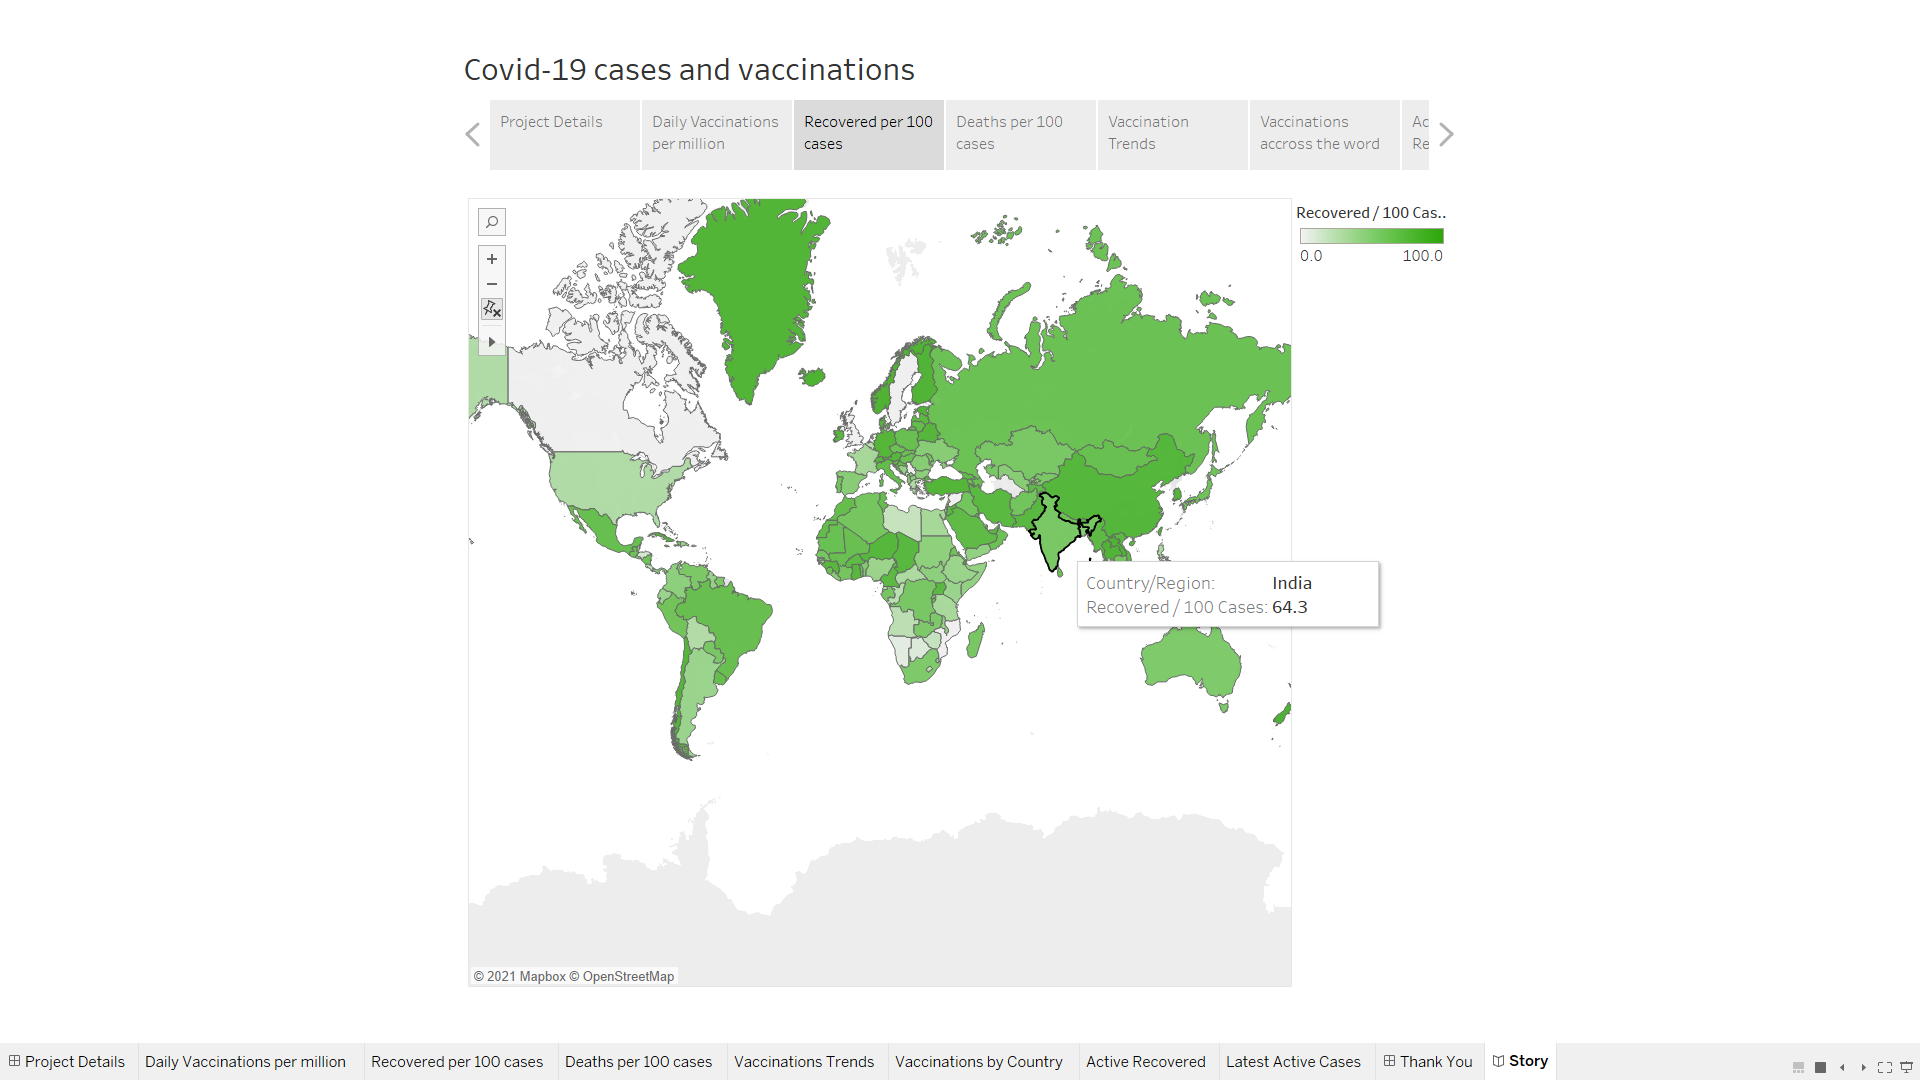 Covid-19 cases and vaccinations
Project Details
Daily Vaccinations
per million
Recovered per 100
cases
Deaths per 100
cases
Vaccination
Trends
Vaccinations
accross the word
Ac
Re
Recovered / 100 Cas..
0.0 100.0
Country/Region: India
Recovered / 100 Cases: 64.3
© 2021 Mapbox © OpenStreetMap
Project Details Daily Vaccinations per million Recovered per 100 cases Deaths per 100 cases Vaccinations Trends Vaccinations by Country Active Recovered Latest Active Cases Thank You Story